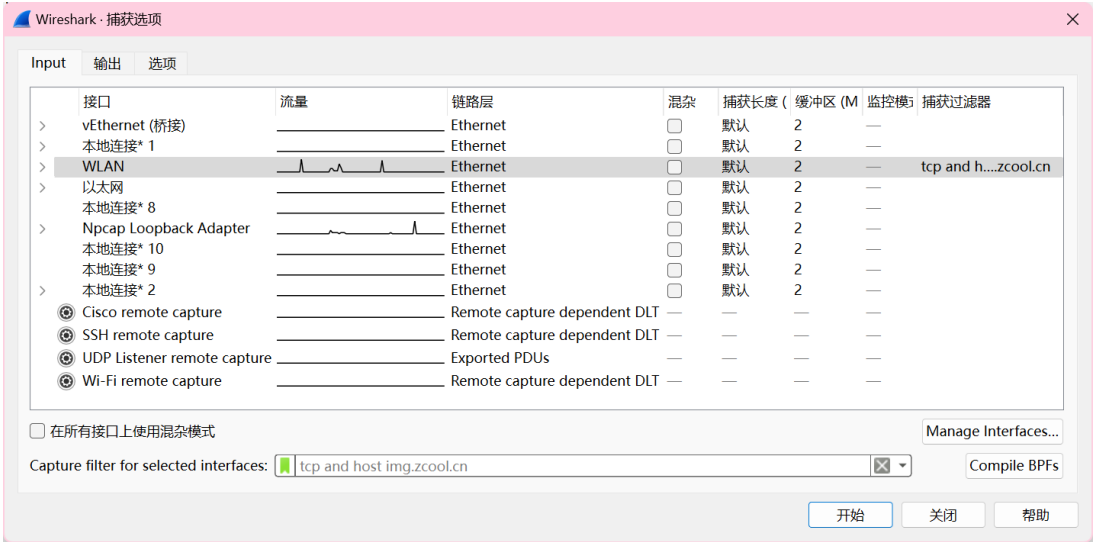 Wireshark · 捕获选项
Input 输出 选项
接口 流量 链路层 混杂 捕获长度 ( 缓冲区 (M 监控模式 捕获过滤器
vEthernet (桥接) Ethernet 默认 2 —
本地连接* 1 Ethernet 默认 2 —
WLAN Ethernet 默认 2 — tcp and h....zcool.cn
以太网 Ethernet 默认 2 —
本地连接* 8 Ethernet 默认 2 —
Npcap Loopback Adapter Ethernet 默认 2 —
本地连接* 10 Ethernet 默认 2 —
本地连接* 9 Ethernet 默认 2 —
本地连接* 2 Ethernet 默认 2 —
Cisco remote capture Remote capture dependent DLT — — — —
SSH remote capture Remote capture dependent DLT — — — —
UDP Listener remote capture Exported PDUs — — — —
Wi-Fi remote capture Remote capture dependent DLT — — — —
在所有接口上使用混杂模式 Manage Interfaces...
Capture filter for selected interfaces: tcp and host img.zcool.cn Compile BPFs
开始 关闭 帮助